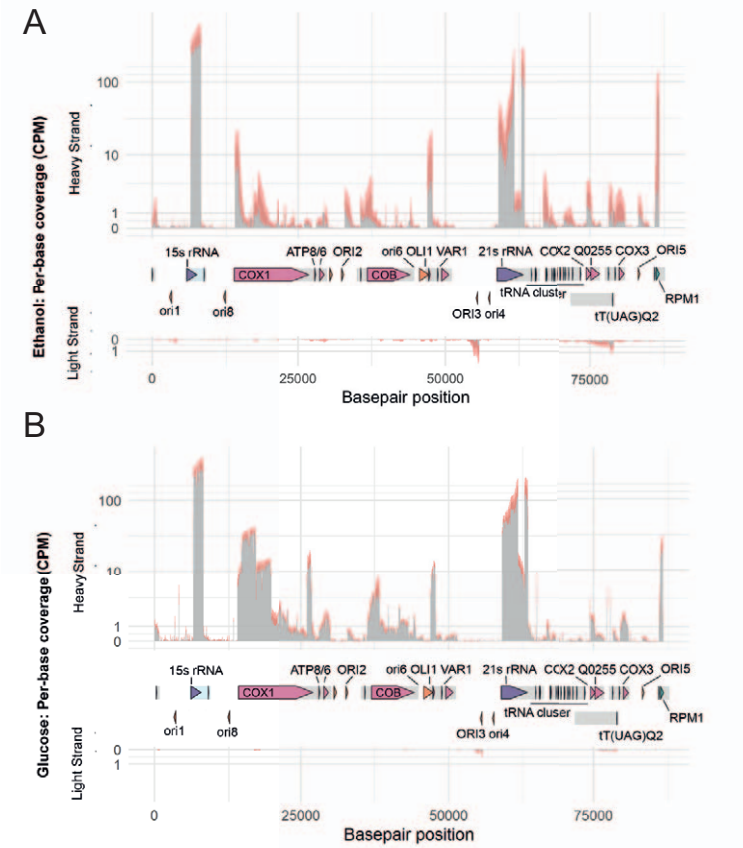 A
Ethanol: Per-base coverage (CPM)
Heavy Strand
100
10
1
0
15s rRNA ATP8/6 ORI2 ori6 OLI1 VAR1 21s rRNA COX2 Q0255 COX3 ORI5
COX1 COB
ori1 ori8 ORI3 ori4 tRNA cluster tT(UAG)Q2 RPM1
Light Strand
0
1
0 25000 50000 75000
Basepair position
B
Glucose: Per-base coverage (CPM)
Heavy Strand
100
10
1
0
15s rRNA ATP8/6 ORI2 ori6 OLI1 VAR1 21s rRNA COX2 Q0255 COX3 ORI5
COX1 COB
ori1 ori8 ORI3 ori4 tRNA cluser tT(UAG)Q2 RPM1
Light Strand
0
1
0 25000 50000 75000
Basepair position